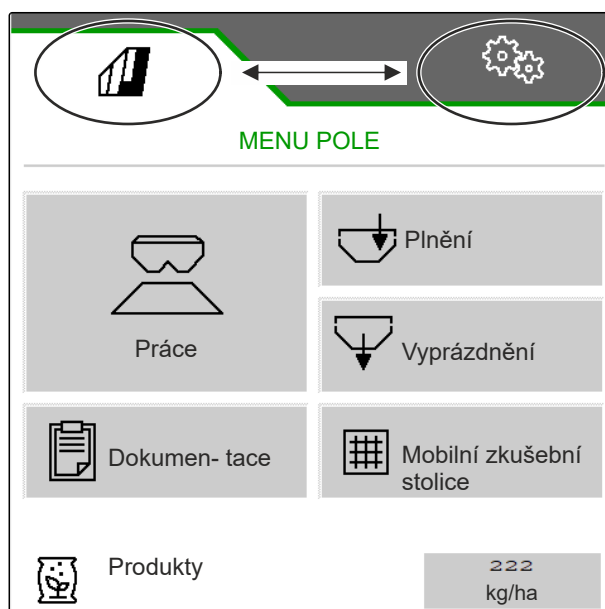 MENU POLE
Práce
Plnění
Vyprázdnění
Dokumen- tace
Mobilní zkušební
stolice
Produkty
222
kg/ha